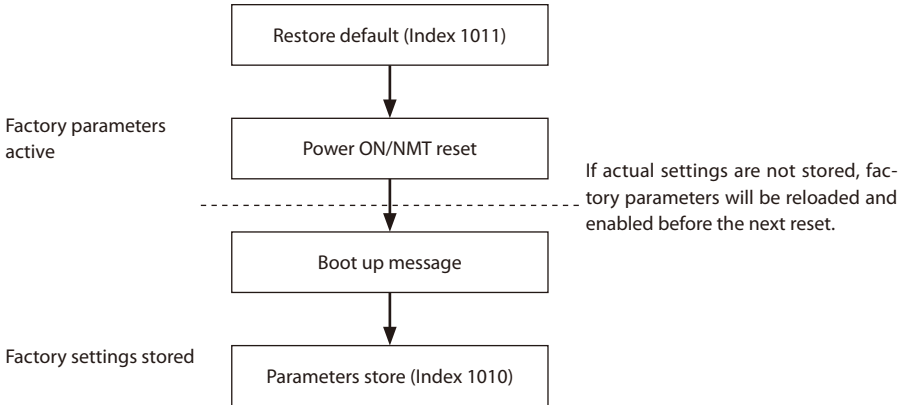 Restore default (Index 1011)
Factory parameters
active
Power ON/NMT reset
If actual settings are not stored, fac-
tory parameters will be reloaded and
enabled before the next reset.
Boot up message
Factory settings stored
Parameters store (Index 1010)